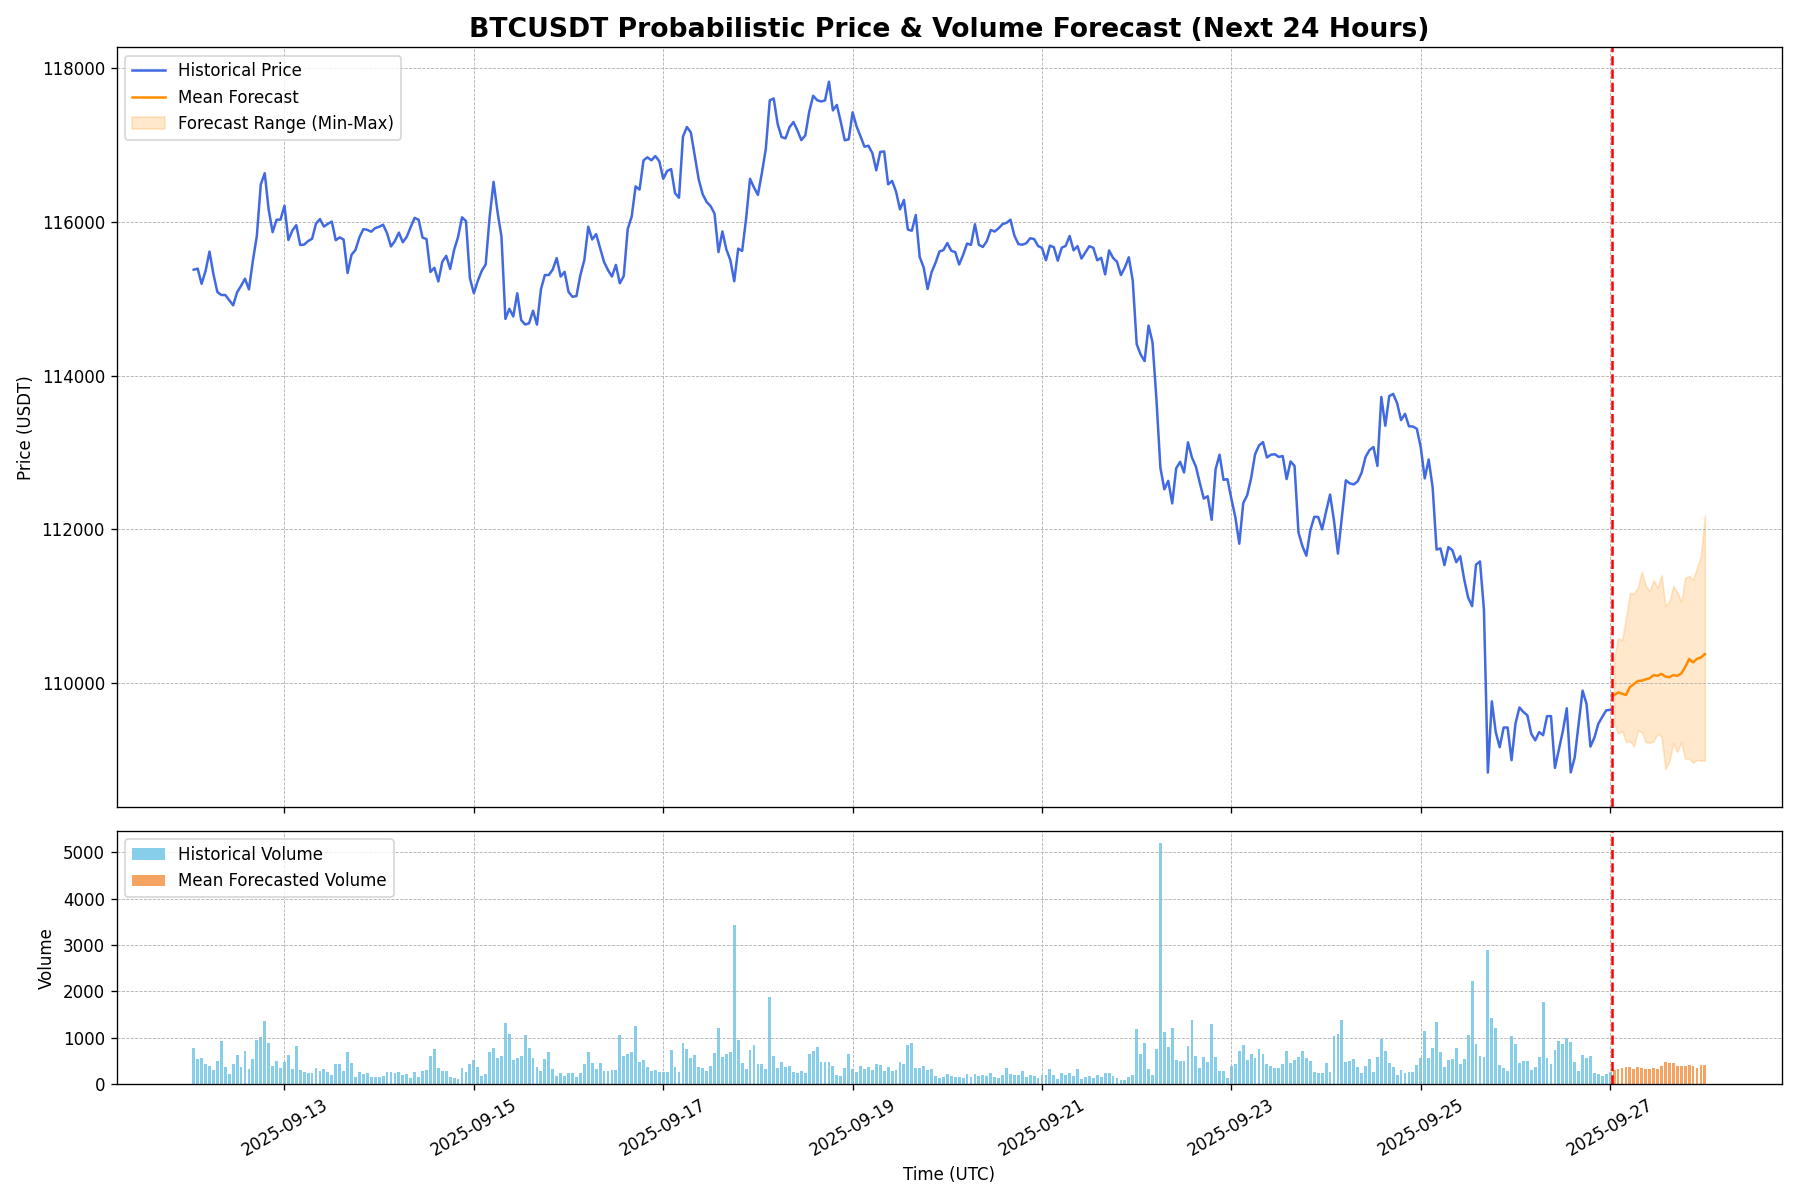 BTCUSDT Probabilistic Price & Volume Forecast (Next 24 Hours)
Historical Price
Mean Forecast
Forecast Range (Min-Max)
Price (USDT)
118000
116000
114000
112000
110000
Historical Volume
Mean Forecasted Volume
Volume
5000
4000
3000
2000
1000
0
2025-09-13
2025-09-15
2025-09-17
2025-09-19
2025-09-21
2025-09-23
2025-09-25
2025-09-27
Time (UTC)